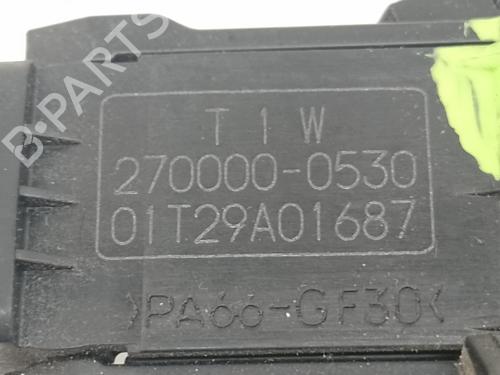 B-PARTS
T 1 W
270000-0530
01T29A01687
>PA66-GF30<